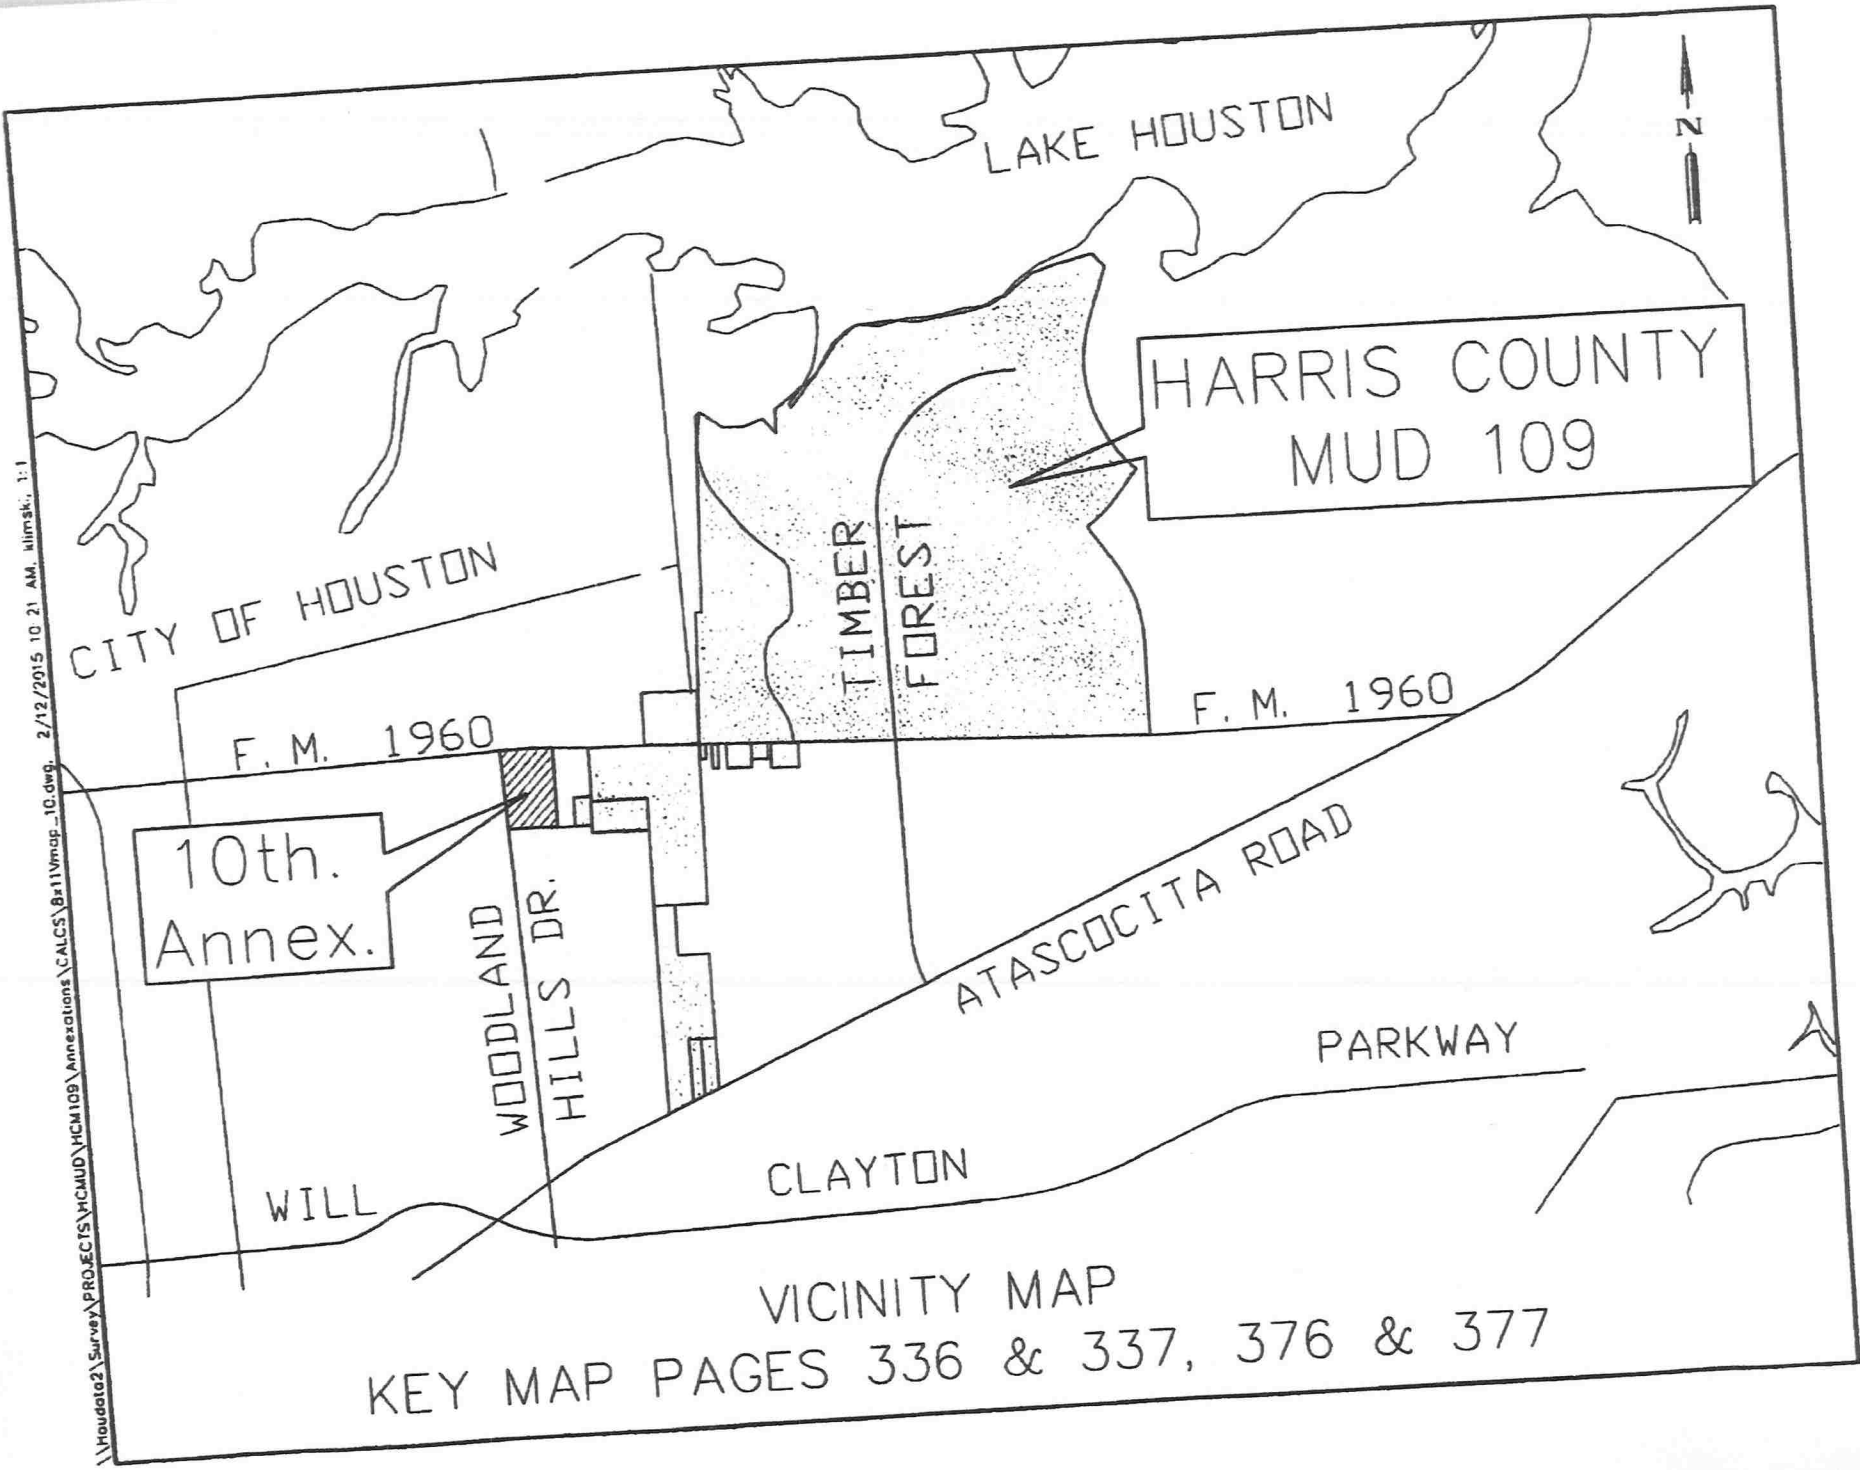 LAKE HOUSTON
N
HARRIS COUNTY
MUD 109
TIMBER
FOREST
CITY OF HOUSTON
F. M. 1960
F. M. 1960
10th.
Annex.
WOODLAND
HILLS DR.
ATASCOCITA ROAD
WILL
CLAYTON
PARKWAY
VICINITY MAP
KEY MAP PAGES 336 & 337, 376 & 377
\\Houdata2\Survey\PROJECTS\HCMUD\HCM109\Annexations\CALCS\8x11Vmap_10.dwg, 2/12/2015 10 21 AM, klimski, 1:1